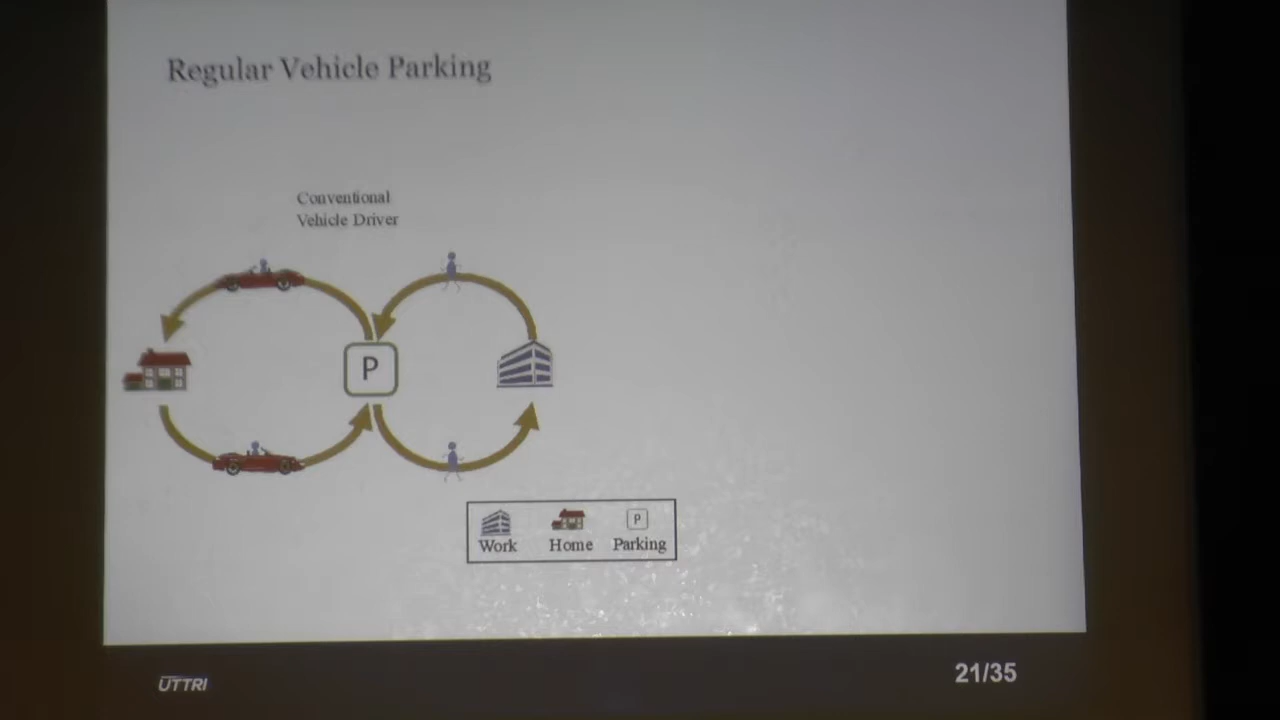 Regular Vehicle Parking
Conventional
Vehicle Driver
P
P
Work
Home
Parking
UTTRI
21/35